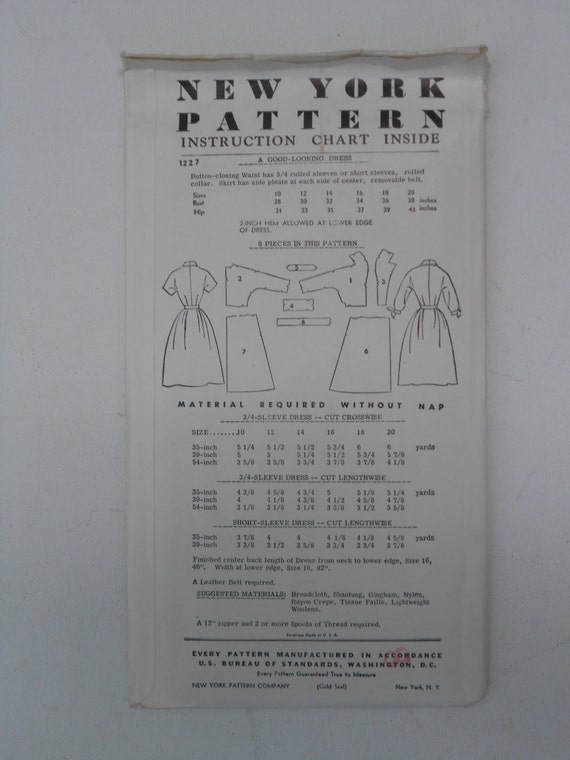 NEW YORK
PATTERN
INSTRUCTION CHART INSIDE
1227 A GOOD-LOOKING DRESS
Button-closing Waist has 3/4 cuffed sleeves or short sleeves, rolled
collar. Skirt has side pleats at each side of center, removable belt.
Sizes 10 12 14 16 18 20
Bust 28 30 32 34 36 38 inches
Hip 31 33 35 37 39 41 inches
2-INCH HEM ALLOWED AT LOWER EDGE
OF DRESS.
8 PIECES IN THIS PATTERN
2 5 1 3
4
8
7 6
MATERIAL REQUIRED WITHOUT NAP
3/4-SLEEVE DRESS -- CUT CROSSWISE
SIZE........10 12 14 16 18 20
35-inch 5 1/4 5 1/2 5 1/2 5 3/4 6 6 yards
39-inch 5 5 5 1/4 5 1/2 5 3/4 5 7/8
54-inch 3 5/8 3 5/8 3 3/4 3 7/8 3 7/8 4 1/8
3/4-SLEEVE DRESS -- CUT LENGTHWISE
35-inch 4 3/8 4 5/8 4 3/4 5 5 1/8 5 1/4 yards
39-inch 4 4 1/8 4 3/8 4 1/2 4 5/8 4 7/8
54-inch 3 1/8 3 1/8 3 1/4 3 3/8 3 1/2
SHORT-SLEEVE DRESS -- CUT LENGTHWISE
35-inch 3 7/8 4 4 4 1/8 4 1/8 4 5/8 yards
39-inch 3 3/8 3 1/2 3 5/8 3 3/4 3 3/4 3 7/8
Finished center back length of Dress from neck to lower edge, Size 16,
46". Width at lower edge, Size 16, 92".
A Leather Belt required.
SUGGESTED MATERIALS: Broadcloth, Shantung, Gingham, Nylon,
Rayon Crepe, Tissue Faille, Lightweight
Woolens.
A 12" zipper and 2 or more Spools of Thread required.
Envelope Made in U. S. A.
EVERY PATTERN MANUFACTURED IN ACCORDANCE
U. S. BUREAU OF STANDARDS, WASHINGTON, D. C.
Every Pattern Guaranteed True to Measure
NEW YORK PATTERN COMPANY (Gold Seal) New York, N. Y.